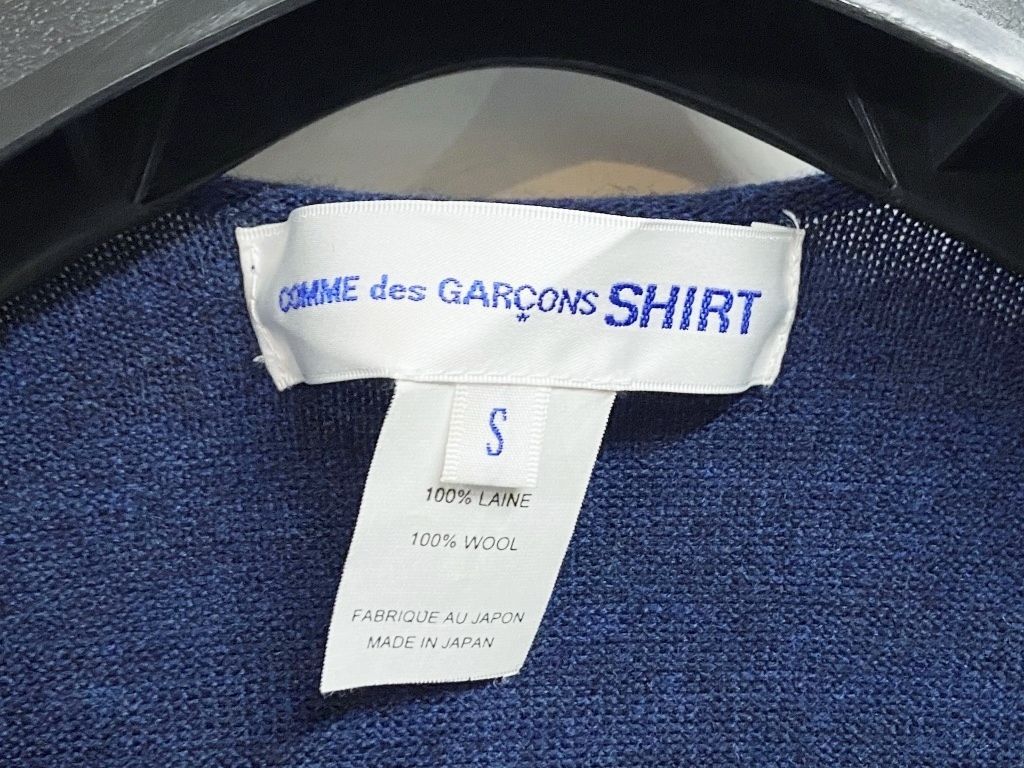 COMME des GARÇONS SHIRT
S
100% LAINE
100% WOOL
FABRIQUE AU JAPON
MADE IN JAPAN